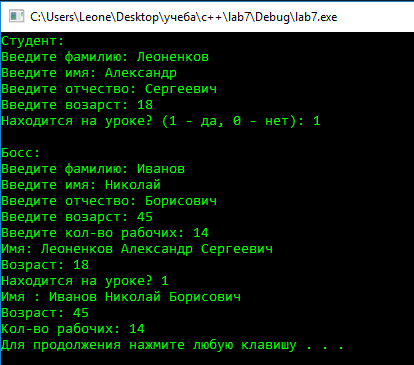 C:\Users\Leone\Desktop\учеба\c++\lab7\Debug\lab7.exe
Студент:
Введите фамилию: Леоненков
Введите имя: Александр
Введите отчество: Сергеевич
Введите возарст: 18
Находится на уроке? (1 - да, 0 - нет): 1
Босс:
Введите фамилию: Иванов
Введите имя: Николай
Введите отчество: Борисович
Введите возарст: 45
Введите кол-во рабочих: 14
Имя: Леоненков Александр Сергеевич
Возраст: 18
Находится на уроке? 1
Имя : Иванов Николай Борисович
Возраст: 45
Кол-во рабочих: 14
Для продолжения нажмите любую клавишу . . .